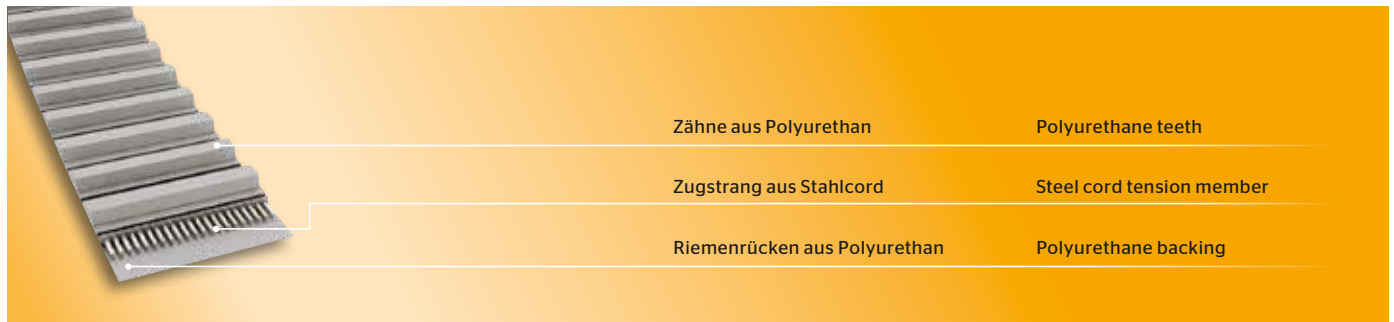 Zähne aus Polyurethan Polyurethane teeth
Zugstrang aus Stahlcord Steel cord tension member
Riemenrücken aus Polyurethan Polyurethane backing